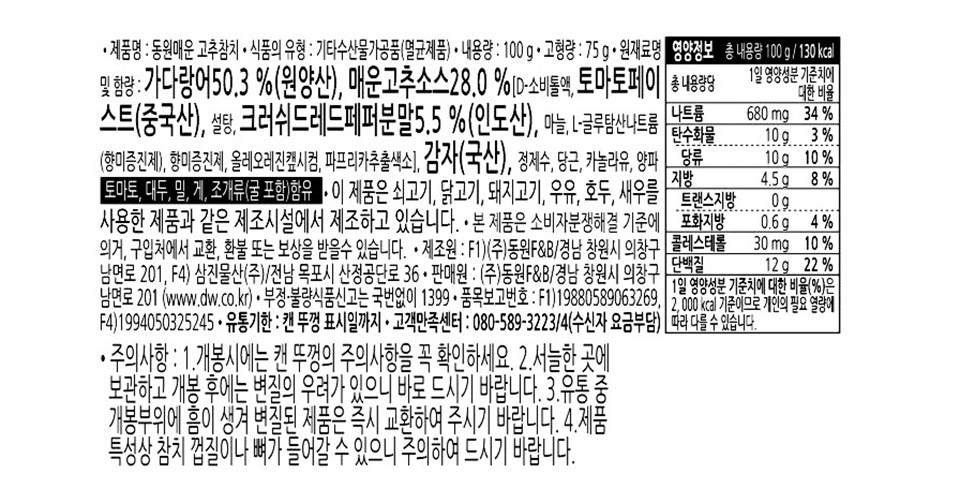 • 제품명 : 동원매운 고추참치 • 식품의 유형 : 기타수산물가공품(멸균제품) • 내용량 : 100 g • 고형량 : 75 g • 원재료명
및 함량 : 가다랑어50.3 %(원양산), 매운고추소스28.0 %[D-소비톨액, 토마토페이
스트(중국산), 설탕, 크러쉬드레드페퍼분말5.5 %(인도산), 마늘, L-글루탐산나트륨
(향미증진제), 향미증진제, 올레오레진캪시컴, 파프리카추출색소], 감자(국산), 정제수, 당근, 카놀라유, 양파
토마토, 대두, 밀, 게, 조개류(굴 포함)함유 • 이 제품은 쇠고기, 닭고기, 돼지고기, 우유, 호두, 새우를
사용한 제품과 같은 제조시설에서 제조하고 있습니다. • 본 제품은 소비자분쟁해결 기준에
의거, 구입처에서 교환, 환불 또는 보상을 받을수 있습니다. • 제조원 : F1)(주)동원F&B/경남 창원시 의창구
남면로 201, F4) 삼진물산(주)/전남 목포시 산정공단로 36 • 판매원 : (주)동원F&B/경남 창원시 의창구
남면로 201 (www.dw.co.kr) • 부정·불량식품신고는 국번없이 1399 • 품목보고번호 : F1)19880589063269,
F4)1994050325245 • 유통기한 : 캔 뚜껑 표시일까지 • 고객만족센터 : 080-589-3223/4(수신자 요금부담)
• 주의사항 : 1.개봉시에는 캔 뚜껑의 주의사항을 꼭 확인하세요. 2.서늘한 곳에
보관하고 개봉 후에는 변질의 우려가 있으니 바로 드시기 바랍니다. 3.유통 중
개봉부위에 흠이 생겨 변질된 제품은 즉시 교환하여 주시기 바랍니다. 4.제품
특성상 참치 껍질이나 뼈가 들어갈 수 있으니 주의하여 드시기 바랍니다.
영양정보 총 내용량 100 g / 130 kcal
총 내용량당 1일 영양성분 기준치에
대한 비율
나트륨 680 mg 34 %
탄수화물 10 g 3 %
당류 10 g 10 %
지방 4.5 g 8 %
트랜스지방 0 g
포화지방 0.6 g 4 %
콜레스테롤 30 mg 10 %
단백질 12 g 22 %
1일 영양성분 기준치에 대한 비율(%)은
2, 000 kcal 기준이므로 개인의 필요 열량에
따라 다를 수 있습니다.